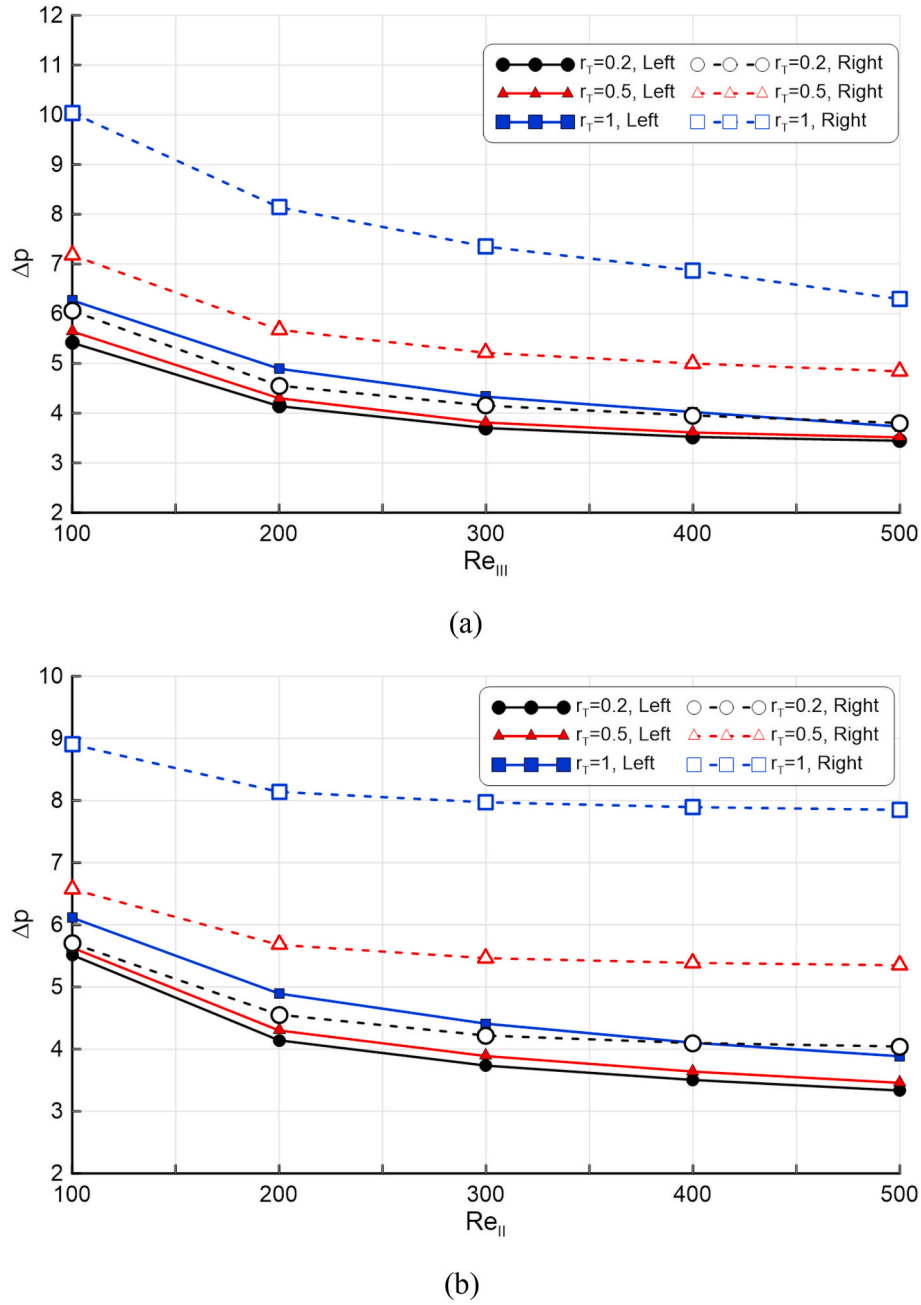 12
11
10
9
8
7
6
5
4
3
2
Δp
r_T=0.2, Left r_T=0.2, Right
r_T=0.5, Left r_T=0.5, Right
r_T=1, Left r_T=1, Right
100 200 300 400 500
Re_III
(a)
10
9
8
7
6
5
4
3
2
Δp
r_T=0.2, Left r_T=0.2, Right
r_T=0.5, Left r_T=0.5, Right
r_T=1, Left r_T=1, Right
100 200 300 400 500
Re_II
(b)